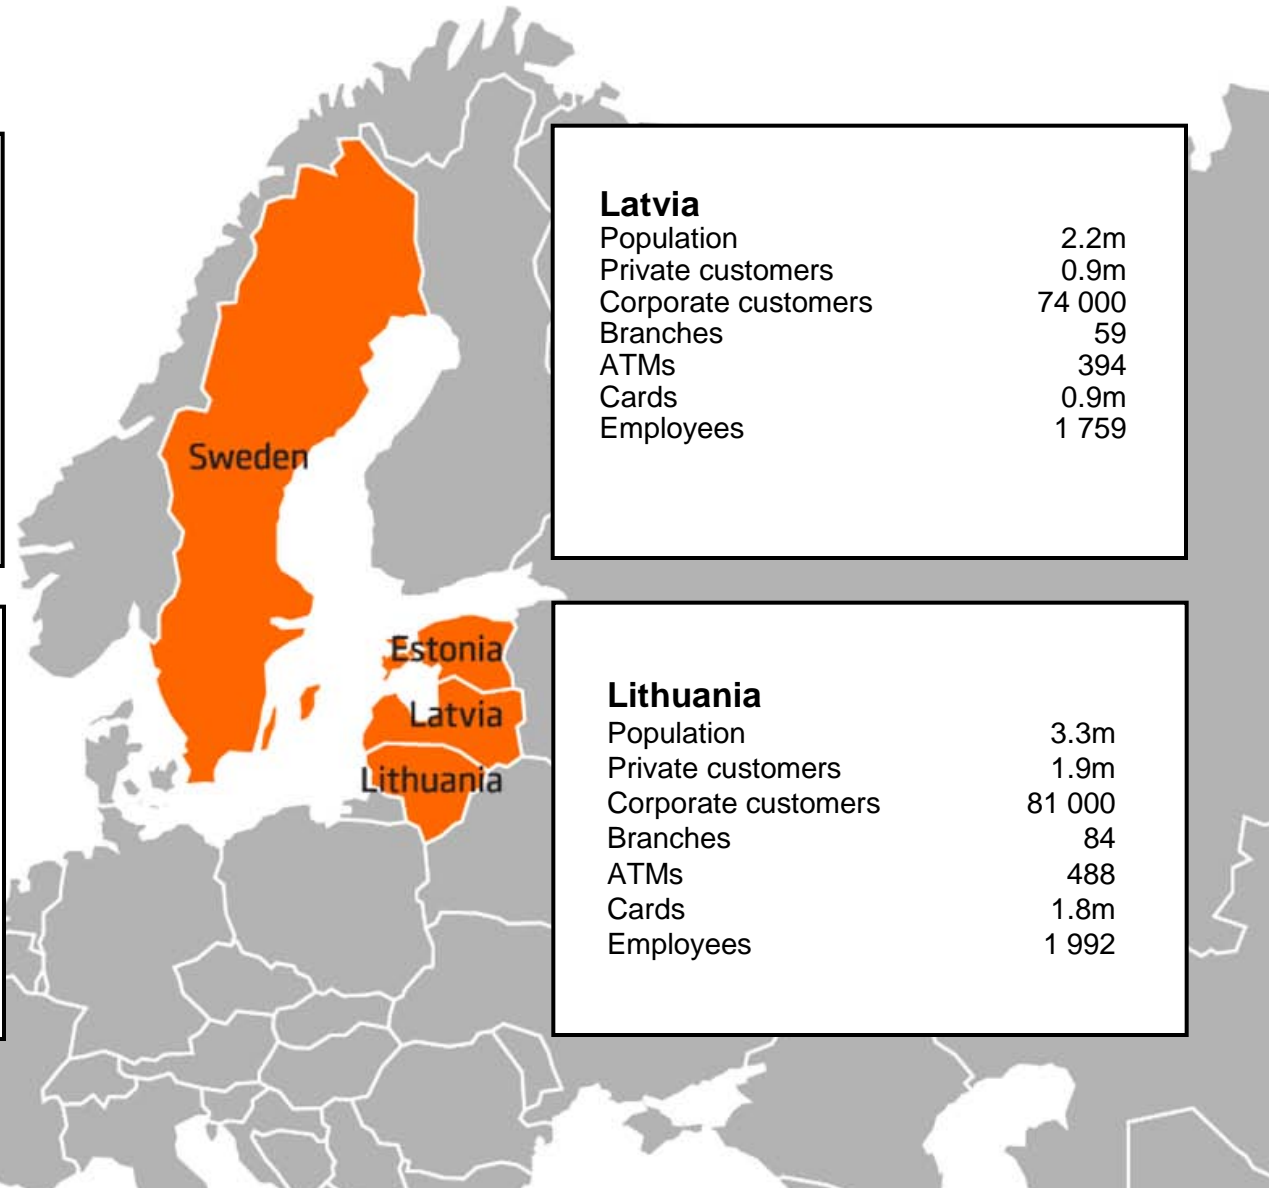 Latvia
Population 2.2m
Private customers 0.9m
Corporate customers 74 000
Branches 59
ATMs 394
Cards 0.9m
Employees 1 759
Sweden
Estonia
Latvia
Lithuania
Lithuania
Population 3.3m
Private customers 1.9m
Corporate customers 81 000
Branches 84
ATMs 488
Cards 1.8m
Employees 1 992